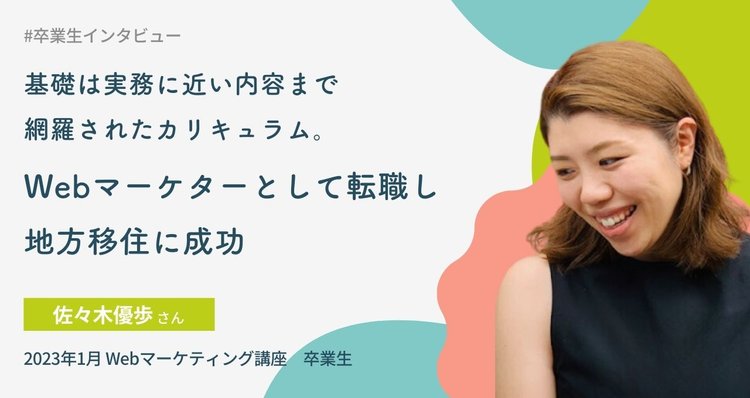 #卒業生インタビュー
基礎は実務に近い内容まで
網羅されたカリキュラム。
Webマーケターとして転職し
地方移住に成功
佐々木優歩 さん
2023年1月 Webマーケティング講座　卒業生